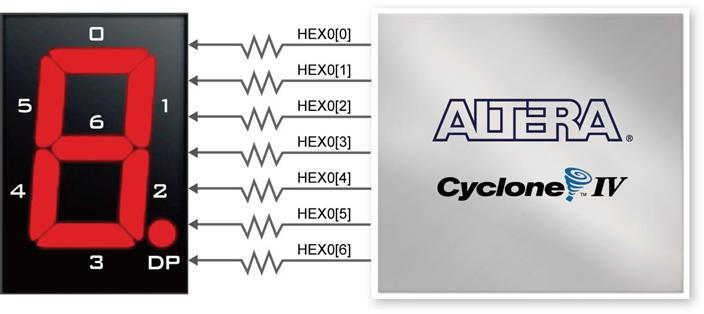 0
5
1
6
4
2
3
DP
HEX0[0]
HEX0[1]
HEX0[2]
HEX0[3]
HEX0[4]
HEX0[5]
HEX0[6]
ALTERA®
Cyclone™ IV